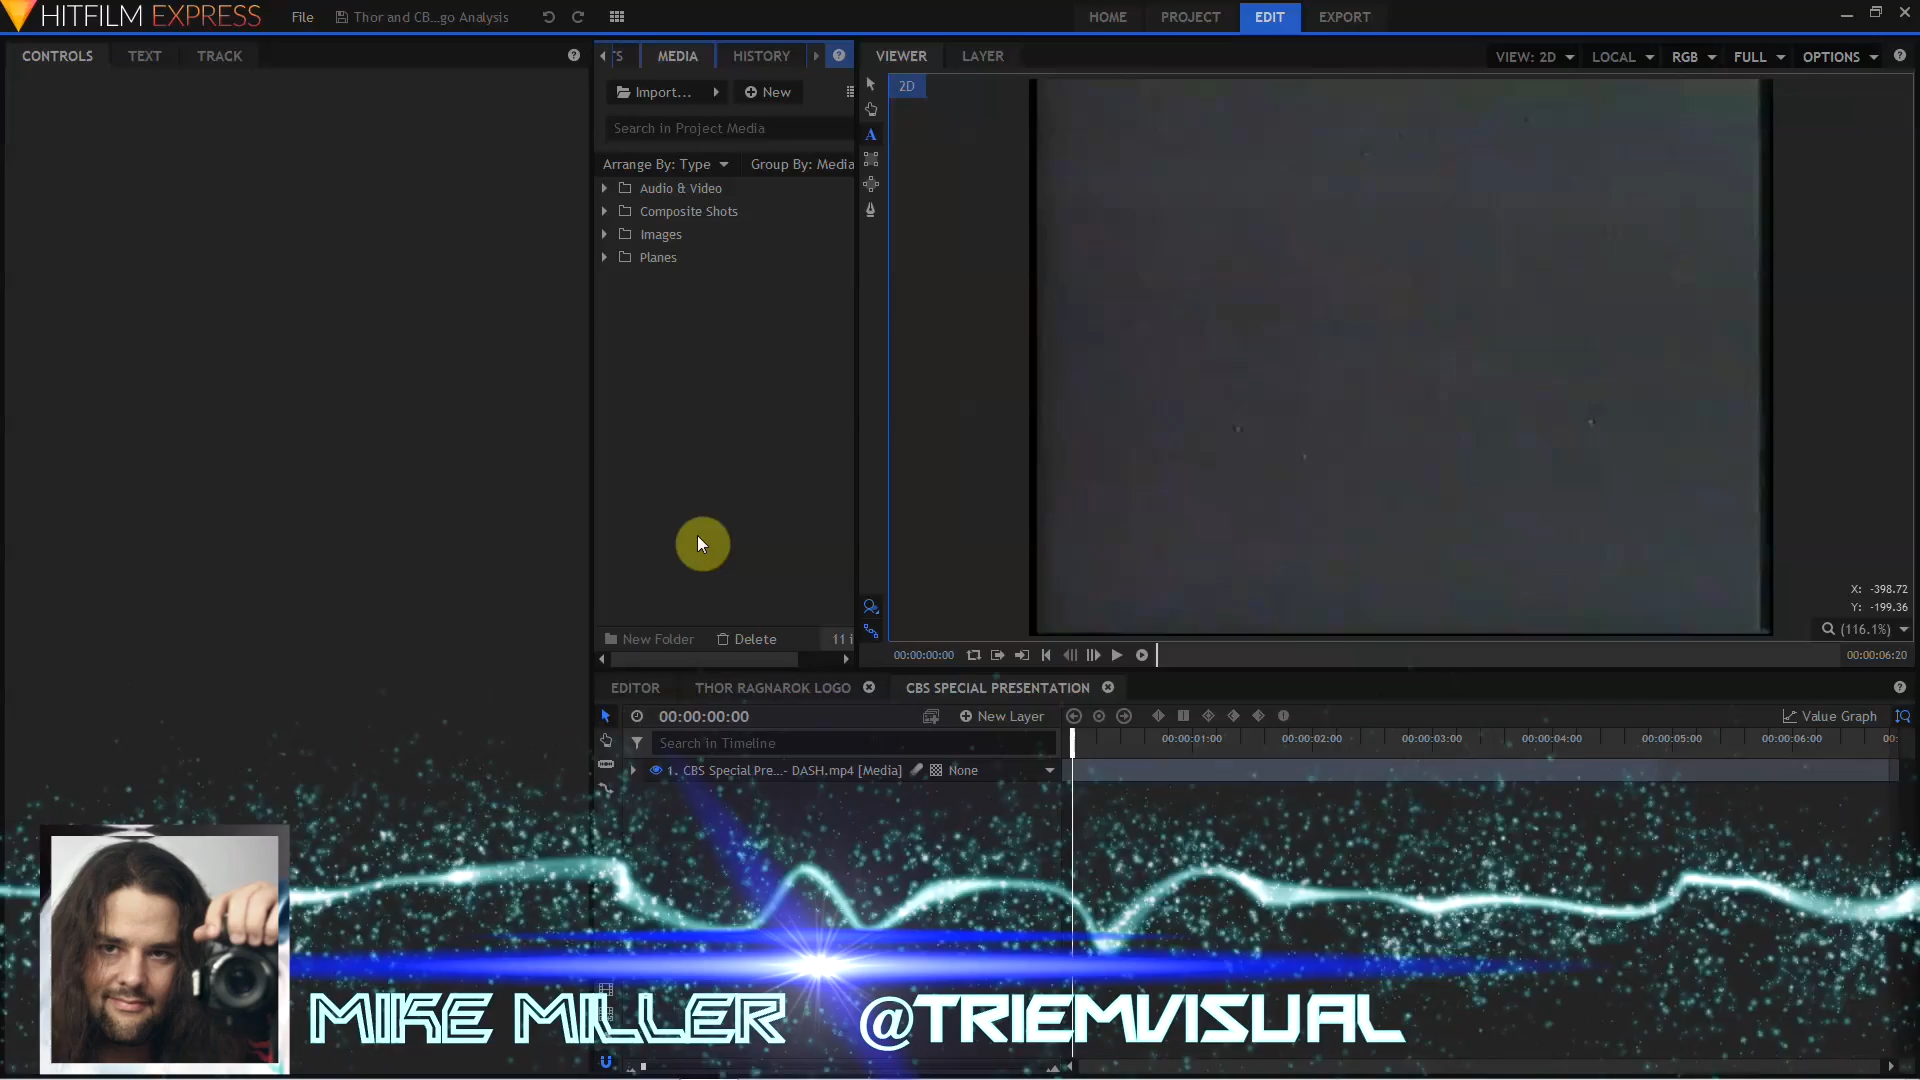 HITFILM EXPRESS File Thor and CB...go Analysis HOME PROJECT EDIT EXPORT
CONTROLS TEXT TRACK MEDIA HISTORY VIEWER LAYER VIEW: 2D LOCAL RGB FULL OPTIONS
Import... New 2D
Search in Project Media
Arrange By: Type Group By: Media
Audio & Video
Composite Shots
Images
Planes
X: -398.72
Y: -199.36
(116.1%)
New Folder Delete 11 i
00:00:00:00 00:00:06:20
EDITOR THOR RAGNAROK LOGO CBS SPECIAL PRESENTATION
00:00:00:00 New Layer Value Graph
Search in Timeline 00:00:01:00 00:00:02:00 00:00:03:00 00:00:04:00 00:00:05:00 00:00:06:00 00:
1. CBS Special Pre...- DASH.mp4 [Media] None
MIKE MILLER @TRIEMVISUAL